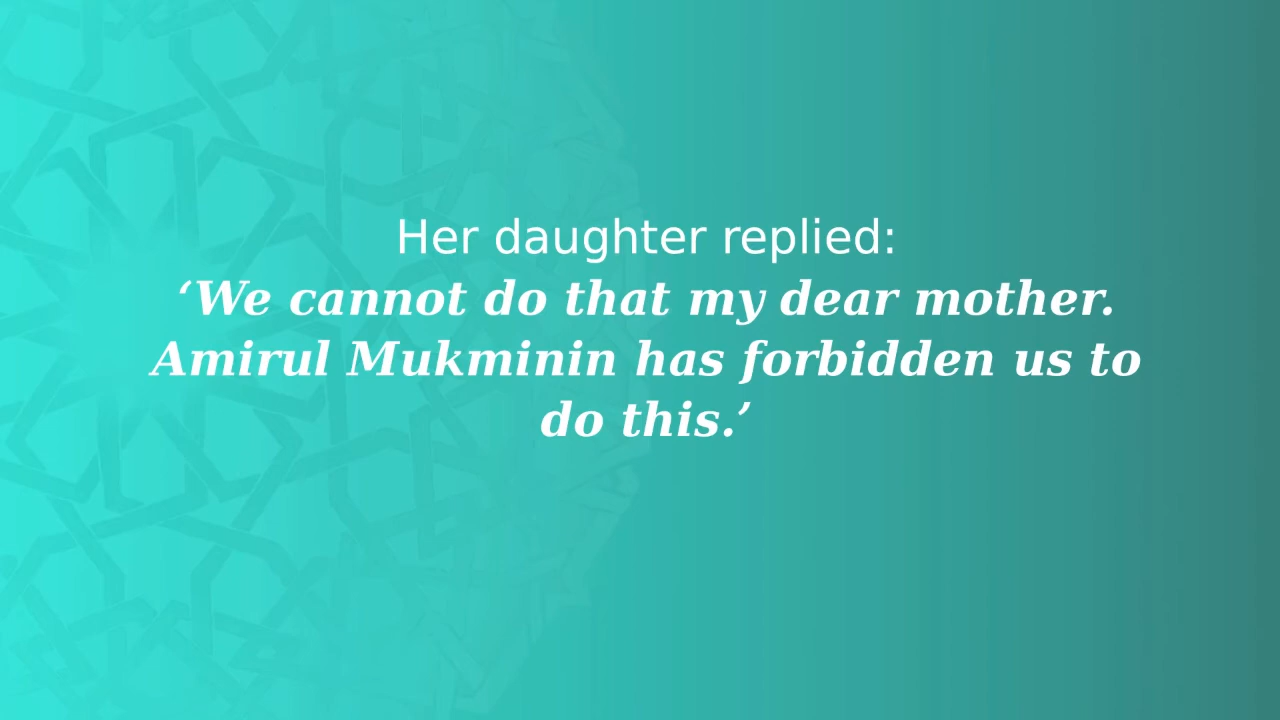 Her daughter replied:
‘We cannot do that my dear mother.
Amirul Mukminin has forbidden us to
do this.’